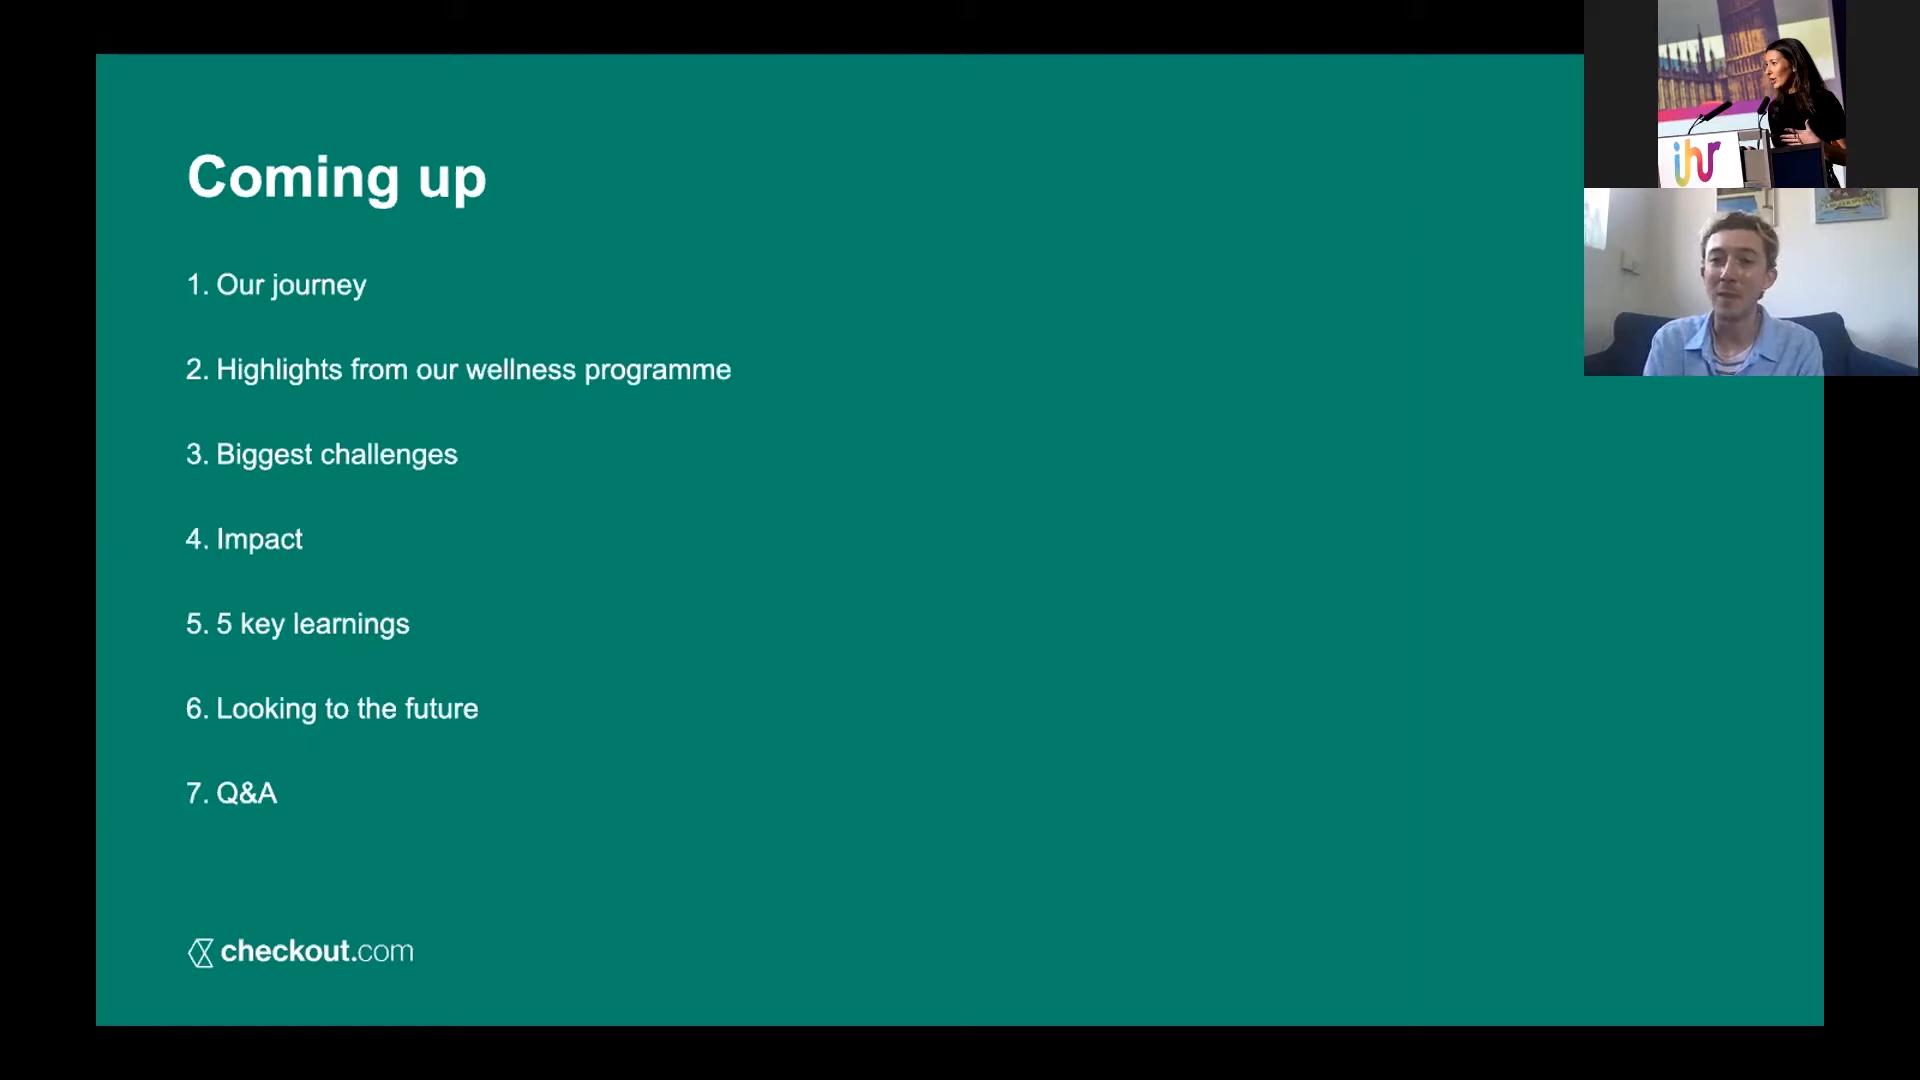 Coming up
1. Our journey
2. Highlights from our wellness programme
3. Biggest challenges
4. Impact
5. 5 key learnings
6. Looking to the future
7. Q&A
checkout.com
ihr